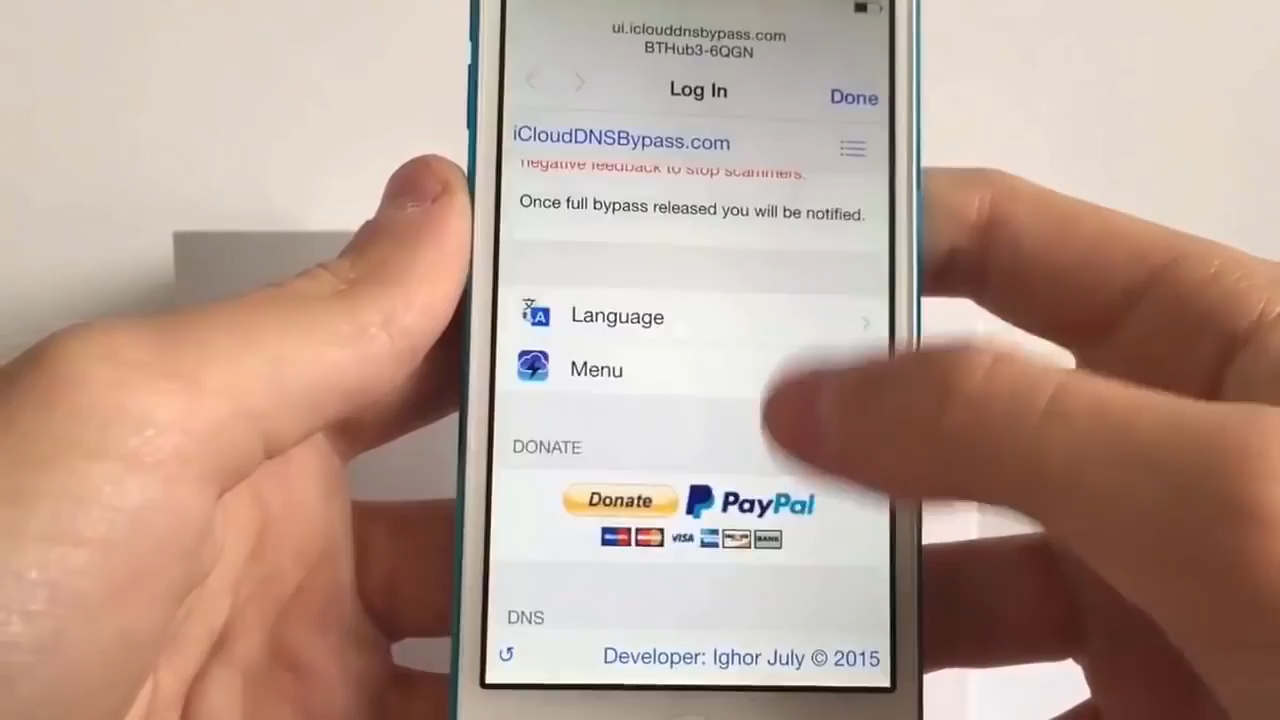 ui.iclouddnsbypass.com
BTHub3-6QGN
Log In
Done
iCloudDNSBypass.com
negative feedback to stop scammers.
Once full bypass released you will be notified.
Language
Menu
DONATE
Donate PayPal
VISA
BANK
DNS
Developer: Ighor July © 2015